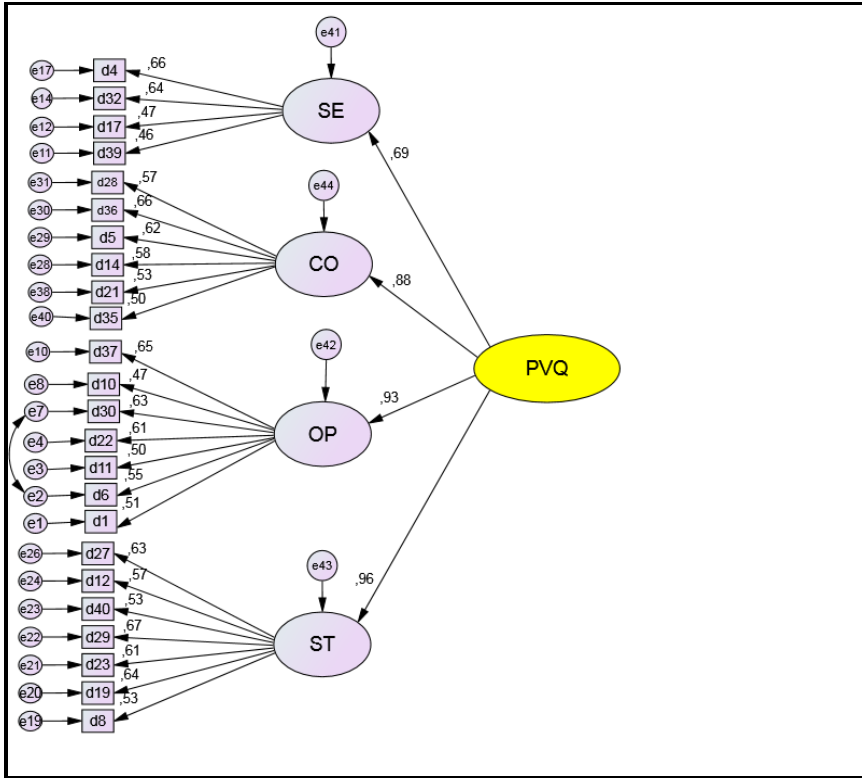 e41
e17 d4 ,66
e14 d32 ,64
SE
e12 d17 ,47
e11 d39 ,46
,69
e31 d28 ,57
e44
e30 d36 ,66
e29 d5 ,62
CO
e28 d14 ,58
e38 d21 ,53
,88
e40 d35 ,50
e10 d37 ,65
e42
PVQ
e8 d10 ,47
,93
e7 d30 ,63
OP
e4 d22 ,61
e3 d11 ,50
e2 d6 ,55
e1 d1 ,51
e26 d27 ,63
e43
e24 d12 ,57
,96
e23 d40 ,53
e22 d29 ,67
ST
e21 d23 ,61
e20 d19 ,64
e19 d8 ,53